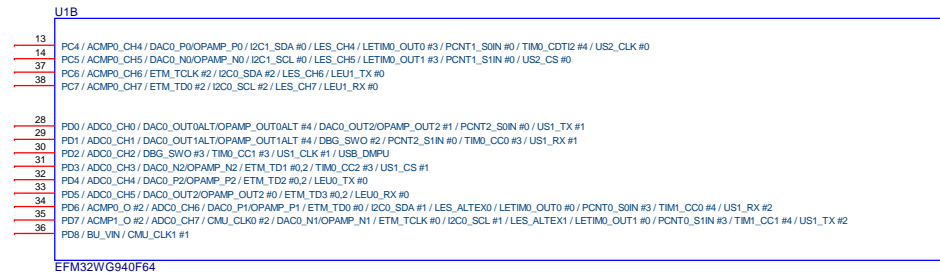 U1B
13 PC4 / ACMP0_CH4 / DAC0_P0/OPAMP_P0 / I2C1_SDA #0 / LES_CH4 / LETIM0_OUT0 #3 / PCNT1_S0IN #0 / TIM0_CDTI2 #4 / US2_CLK #0
14 PC5 / ACMP0_CH5 / DAC0_N0/OPAMP_N0 / I2C1_SCL #0 / LES_CH5 / LETIM0_OUT1 #3 / PCNT1_S1IN #0 / US2_CS #0
37 PC6 / ACMP0_CH6 / ETM_TCLK #2 / I2C0_SDA #2 / LES_CH6 / LEU1_TX #0
38 PC7 / ACMP0_CH7 / ETM_TD0 #2 / I2C0_SCL #2 / LES_CH7 / LEU1_RX #0
28 PD0 / ADC0_CH0 / DAC0_OUT0ALT/OPAMP_OUT0ALT #4 / DAC0_OUT2/OPAMP_OUT2 #1 / PCNT2_S0IN #0 / US1_TX #1
29 PD1 / ADC0_CH1 / DAC0_OUT1ALT/OPAMP_OUT1ALT #4 / DBG_SWO #2 / PCNT2_S1IN #0 / TIM0_CC0 #3 / US1_RX #1
30 PD2 / ADC0_CH2 / DBG_SWO #3 / TIM0_CC1 #3 / US1_CLK #1 / USB_DMPU
31 PD3 / ADC0_CH3 / DAC0_N2/OPAMP_N2 / ETM_TD1 #0,2 / TIM0_CC2 #3 / US1_CS #1
32 PD4 / ADC0_CH4 / DAC0_P2/OPAMP_P2 / ETM_TD2 #0,2 / LEU0_TX #0
33 PD5 / ADC0_CH5 / DAC0_OUT2/OPAMP_OUT2 #0 / ETM_TD3 #0,2 / LEU0_RX #0
34 PD6 / ACMP0_O #2 / ADC0_CH6 / DAC0_P1/OPAMP_P1 / ETM_TD0 #0 / I2C0_SDA #1 / LES_ALTEX0 / LETIM0_OUT0 #0 / PCNT0_S0IN #3 / TIM1_CC0 #4 / US1_RX #2
35 PD7 / ACMP1_O #2 / ADC0_CH7 / CMU_CLK0 #2 / DAC0_N1/OPAMP_N1 / ETM_TCLK #0 / I2C0_SCL #1 / LES_ALTEX1 / LETIM0_OUT1 #0 / PCNT0_S1IN #3 / TIM1_CC1 #4 / US1_TX #2
36 PD8 / BU_VIN / CMU_CLK1 #1
EFM32WG940F64